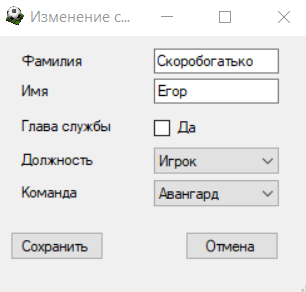 Изменение с...
Фамилия Скоробогатько
Имя Егор
Глава службы Да
Должность Игрок
Команда Авангард
Сохранить Отмена